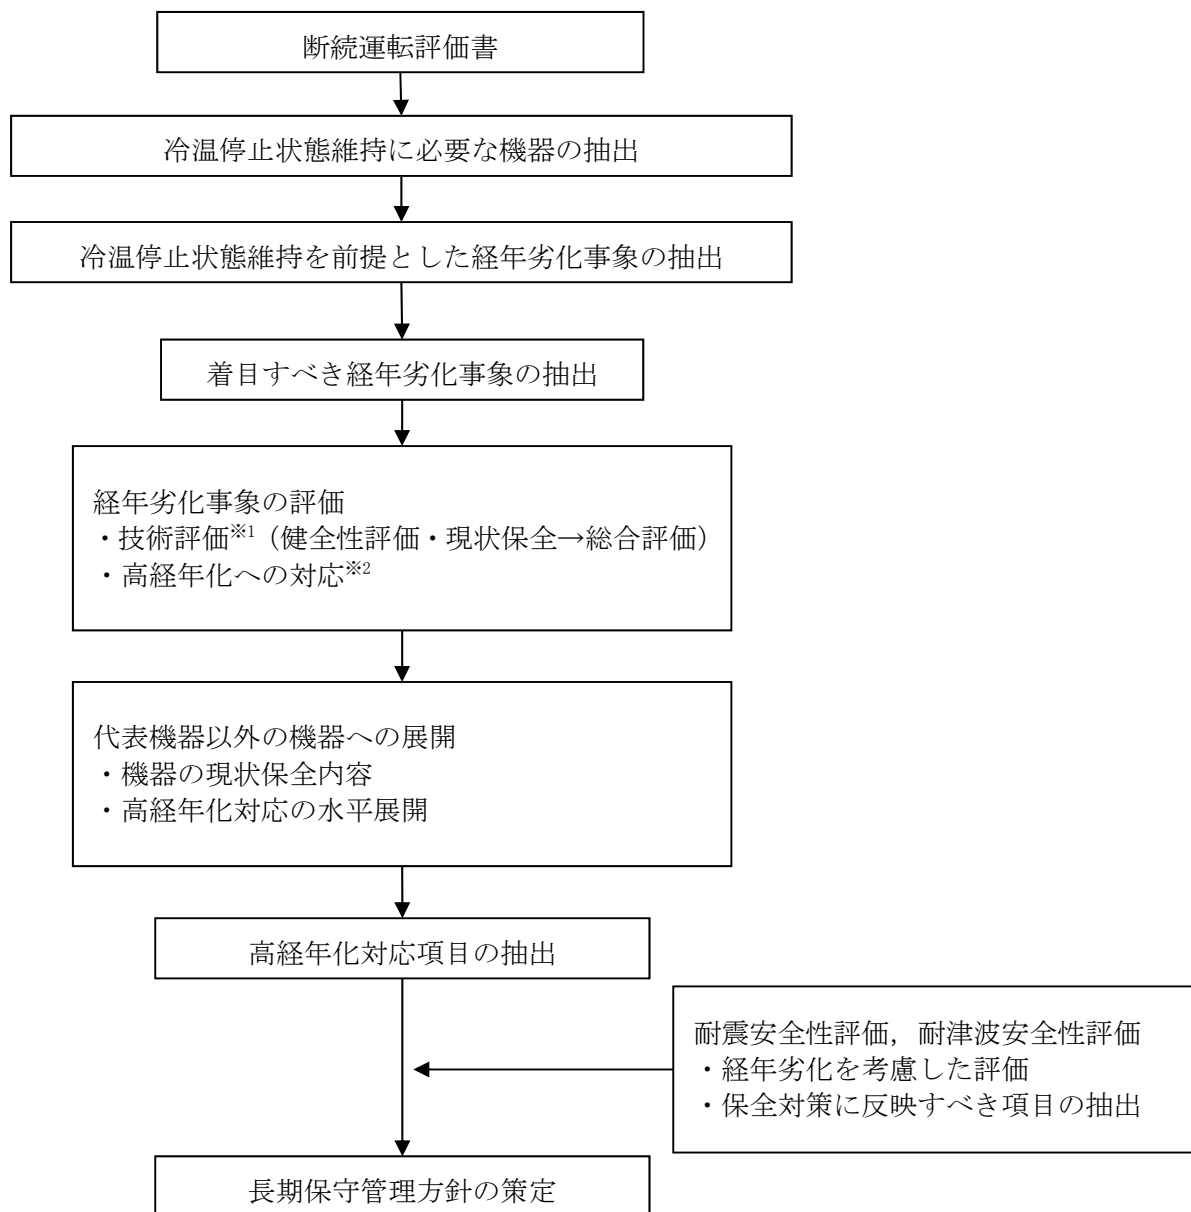 断続運転評価書
冷温停止状態維持に必要な機器の抽出
冷温停止状態維持を前提とした経年劣化事象の抽出
着目すべき経年劣化事象の抽出
経年劣化事象の評価
・技術評価※1（健全性評価・現状保全→総合評価）
・高経年化への対応※2
代表機器以外の機器への展開
・機器の現状保全内容
・高経年化対応の水平展開
高経年化対応項目の抽出
耐震安全性評価，耐津波安全性評価
・経年劣化を考慮した評価
・保全対策に反映すべき項目の抽出
長期保守管理方針の策定